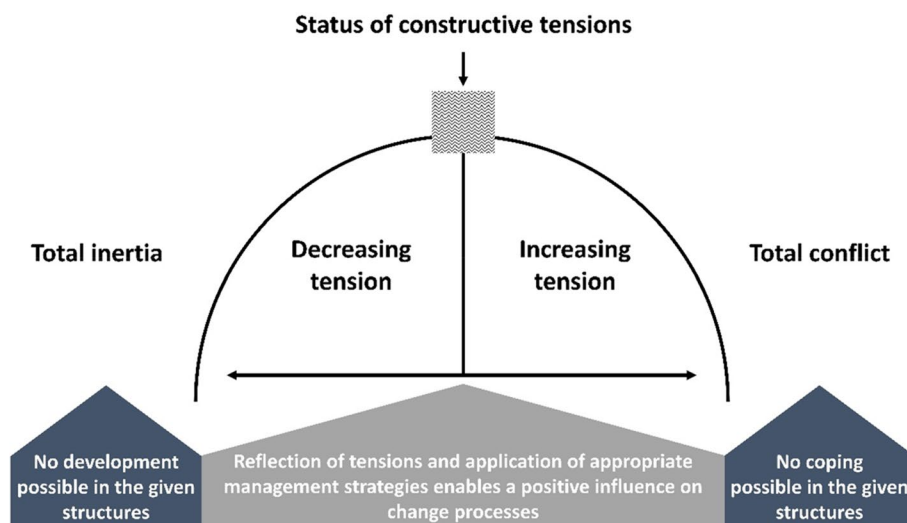 Status of constructive tensions
Total inertia
Decreasing
tension
Increasing
tension
Total conflict
No development
possible in the given
structures
Reflection of tensions and application of appropriate
management strategies enables a positive influence on
change processes
No coping
possible in the given
structures